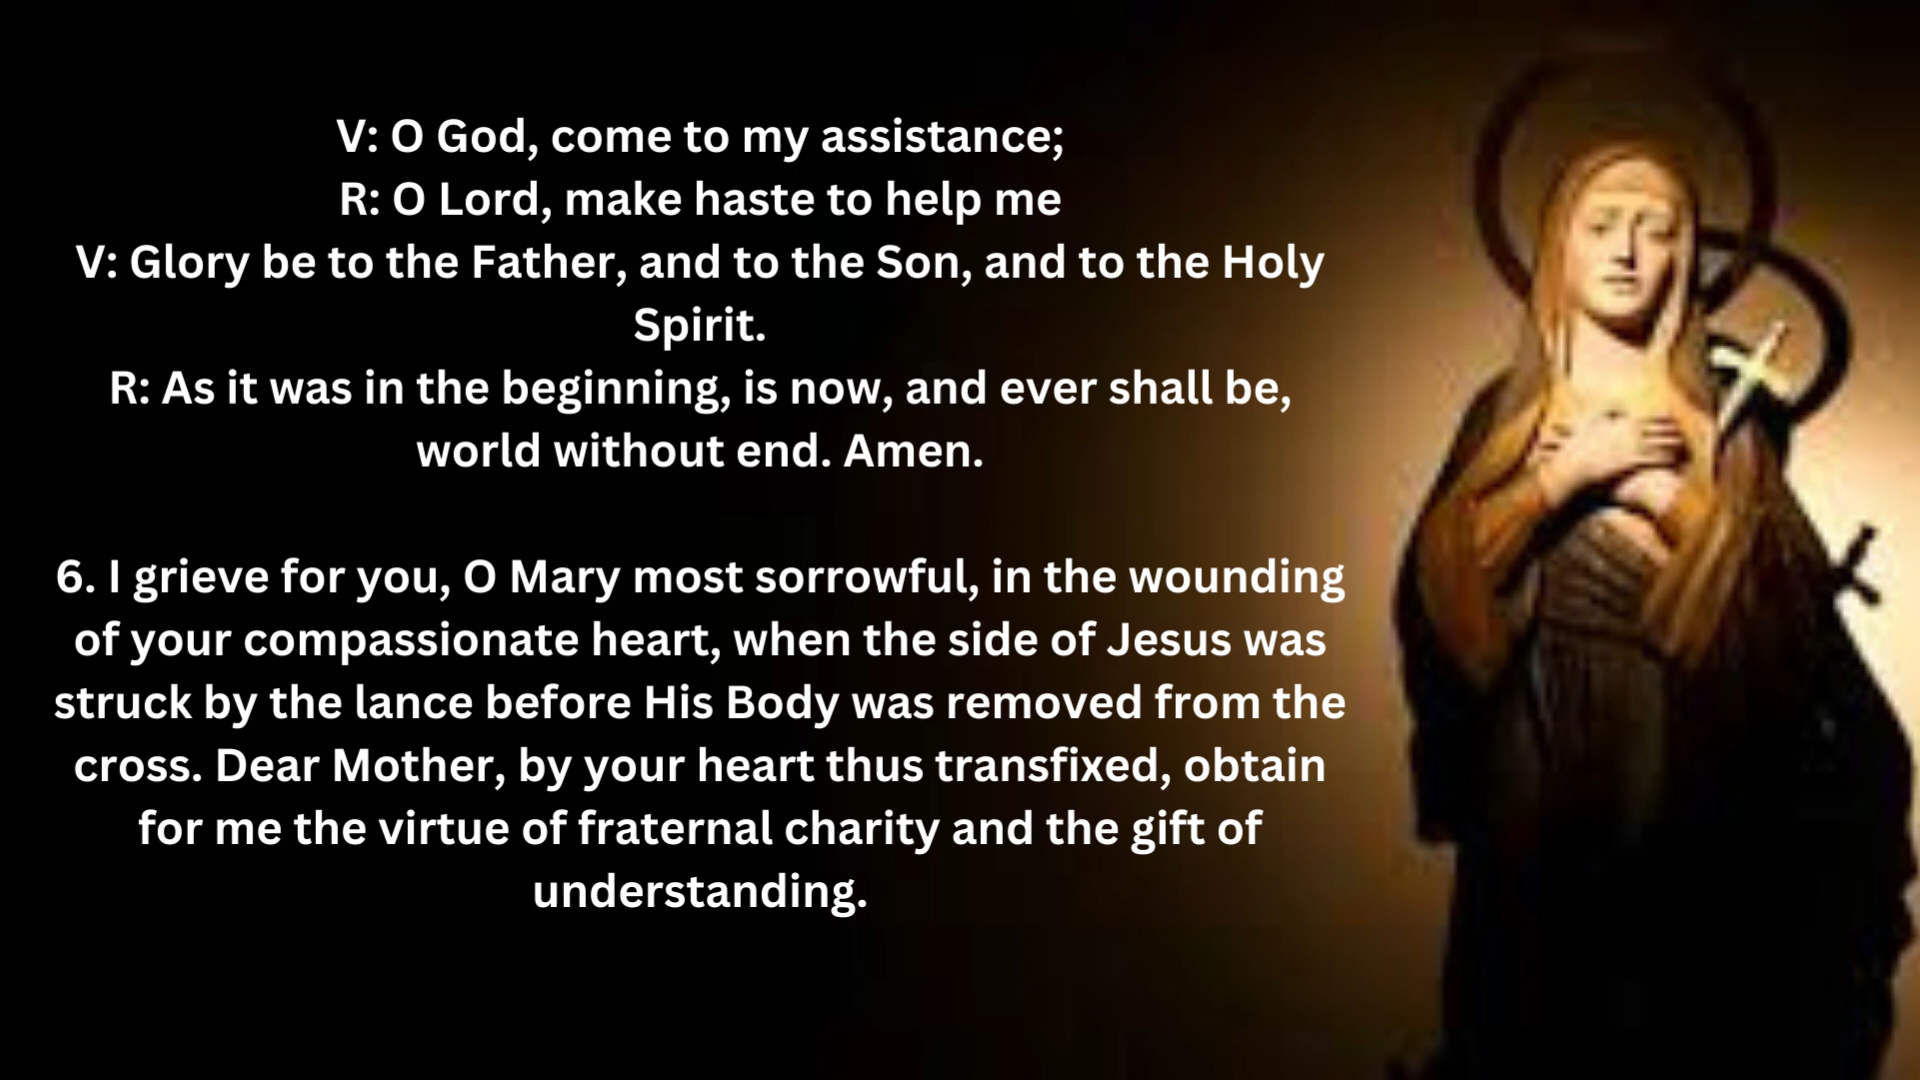 V: O God, come to my assistance;
R: O Lord, make haste to help me
V: Glory be to the Father, and to the Son, and to the Holy
Spirit.
R: As it was in the beginning, is now, and ever shall be,
world without end. Amen.
6. I grieve for you, O Mary most sorrowful, in the wounding
of your compassionate heart, when the side of Jesus was
struck by the lance before His Body was removed from the
cross. Dear Mother, by your heart thus transfixed, obtain
for me the virtue of fraternal charity and the gift of
understanding.